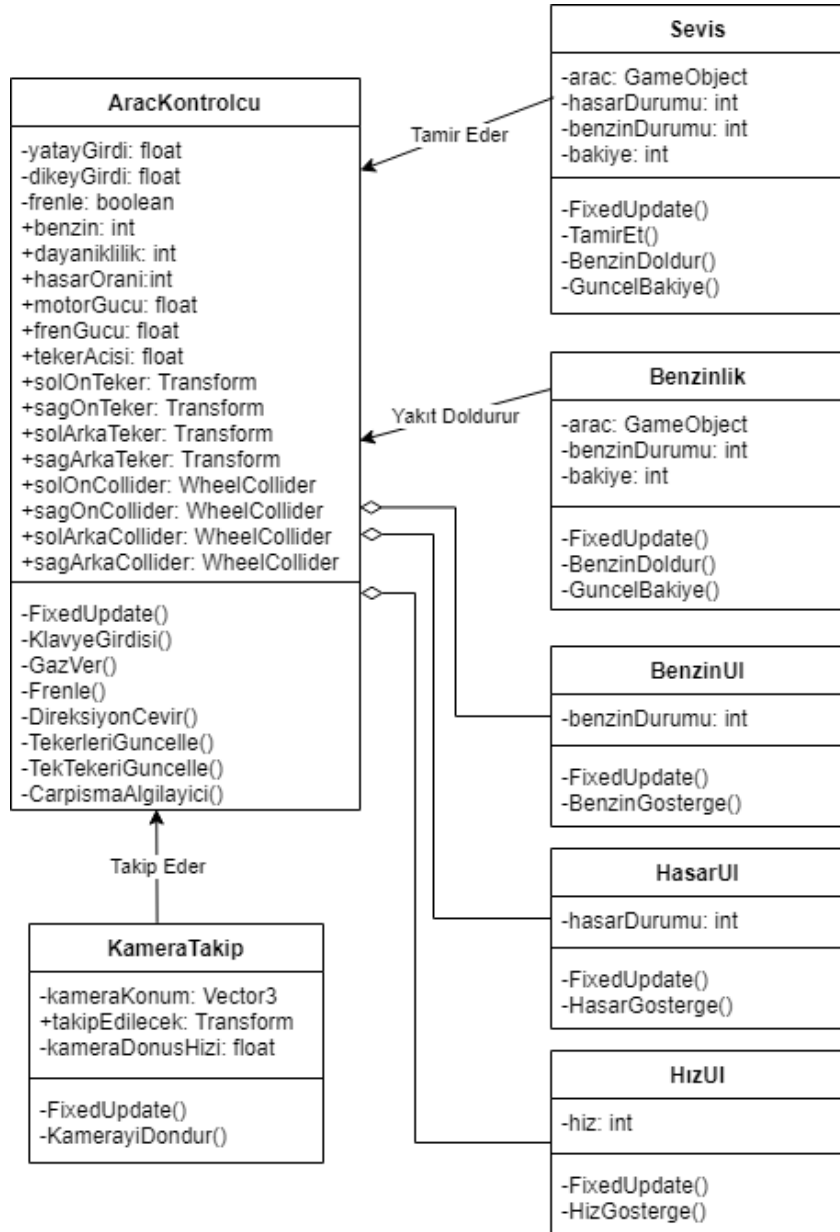 AracKontrolcu
-yatayGirdi: float
-dikeyGirdi: float
-frenle: boolean
+benzin: int
+dayaniklilik: int
+hasarOrani:int
+motorGucu: float
+frenGucu: float
+tekerAcisi: float
+solOnTeker: Transform
+sagOnTeker: Transform
+solArkaTeker: Transform
+sagArkaTeker: Transform
+solOnCollider: WheelCollider
+sagOnCollider: WheelCollider
+solArkaCollider: WheelCollider
+sagArkaCollider: WheelCollider
-FixedUpdate()
-KlavyeGirdisi()
-GazVer()
-Frenle()
-DireksiyonCevir()
-TekerleriGuncelle()
-TekTekeriGuncelle()
-CarpismaAlgilayici()
Takip Eder
KameraTakip
-kameraKonum: Vector3
+takipEdilecek: Transform
-kameraDonusHizi: float
-FixedUpdate()
-KamerayiDondur()
Tamir Eder
Sevis
-arac: GameObject
-hasarDurumu: int
-benzinDurumu: int
-bakiye: int
-FixedUpdate()
-TamirEt()
-BenzinDoldur()
-GuncelBakiye()
Yakıt Doldurur
Benzinlik
-arac: GameObject
-benzinDurumu: int
-bakiye: int
-FixedUpdate()
-BenzinDoldur()
-GuncelBakiye()
BenzinUI
-benzinDurumu: int
-FixedUpdate()
-BenzinGosterge()
HasarUI
-hasarDurumu: int
-FixedUpdate()
-HasarGosterge()
HızUI
-hiz: int
-FixedUpdate()
-HizGosterge()